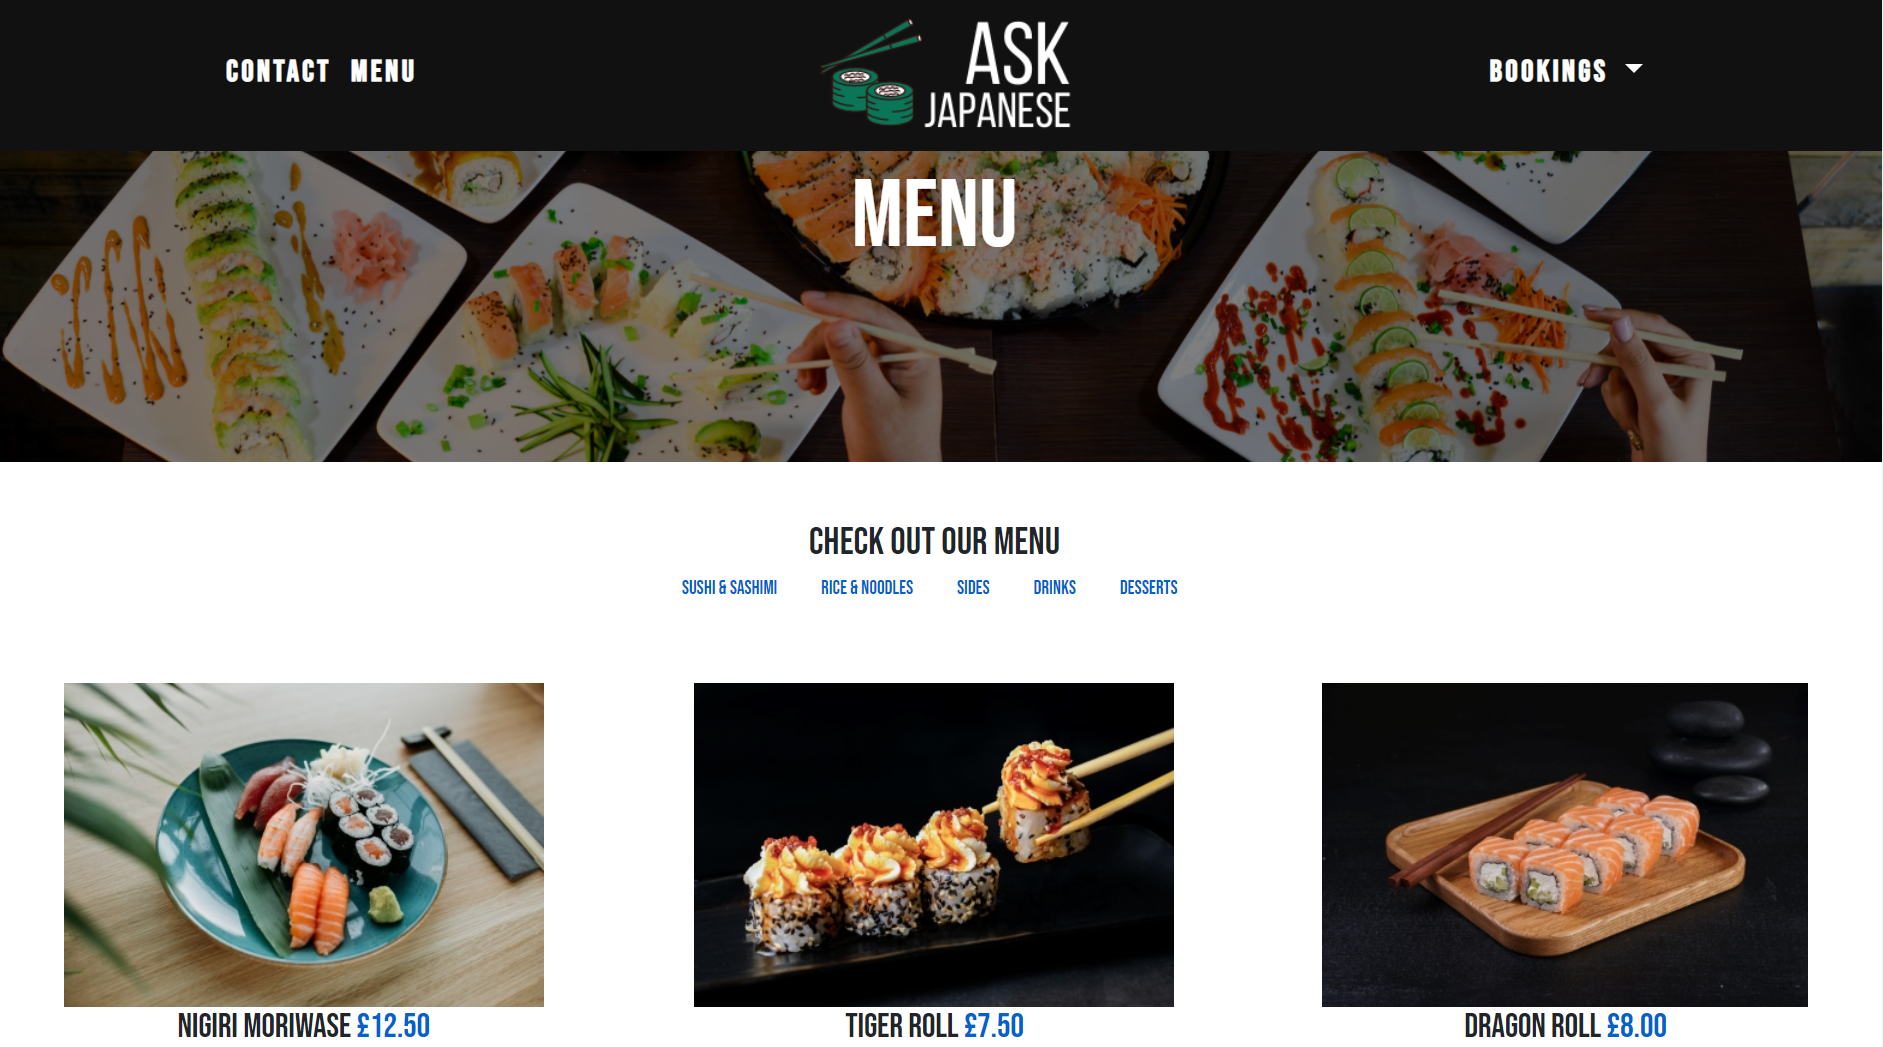 CONTACT MENU
ASK
JAPANESE
BOOKINGS
MENU
CHECK OUT OUR MENU
SUSHI & SASHIMI RICE & NOODLES SIDES DRINKS DESSERTS
NIGIRI MORIWASE £12.50
TIGER ROLL £7.50
DRAGON ROLL £8.00